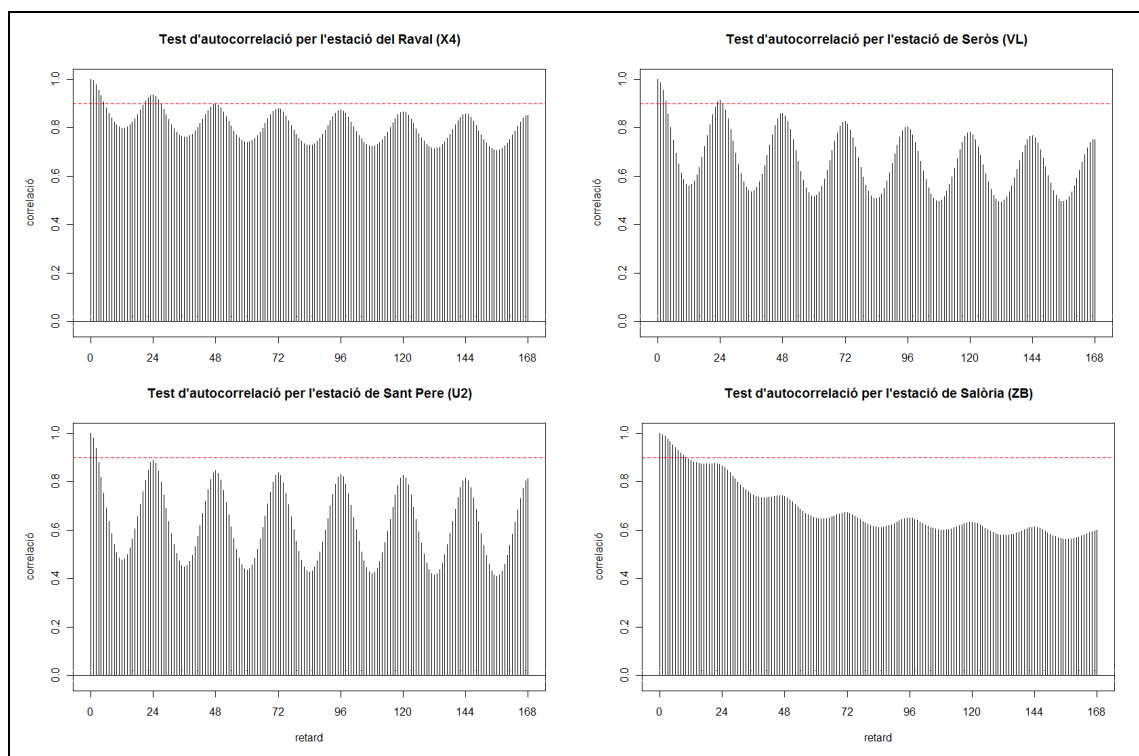 Test d'autocorrelació per l'estació del Raval (X4)
correlació
1.0
0.8
0.6
0.4
0.2
0.0
0 24 48 72 96 120 144 168
Test d'autocorrelació per l'estació de Seròs (VL)
correlació
1.0
0.8
0.6
0.4
0.2
0.0
0 24 48 72 96 120 144 168
Test d'autocorrelació per l'estació de Sant Pere (U2)
correlació
1.0
0.8
0.6
0.4
0.2
0.0
0 24 48 72 96 120 144 168
retard
Test d'autocorrelació per l'estació de Salòria (ZB)
correlació
1.0
0.8
0.6
0.4
0.2
0.0
0 24 48 72 96 120 144 168
retard